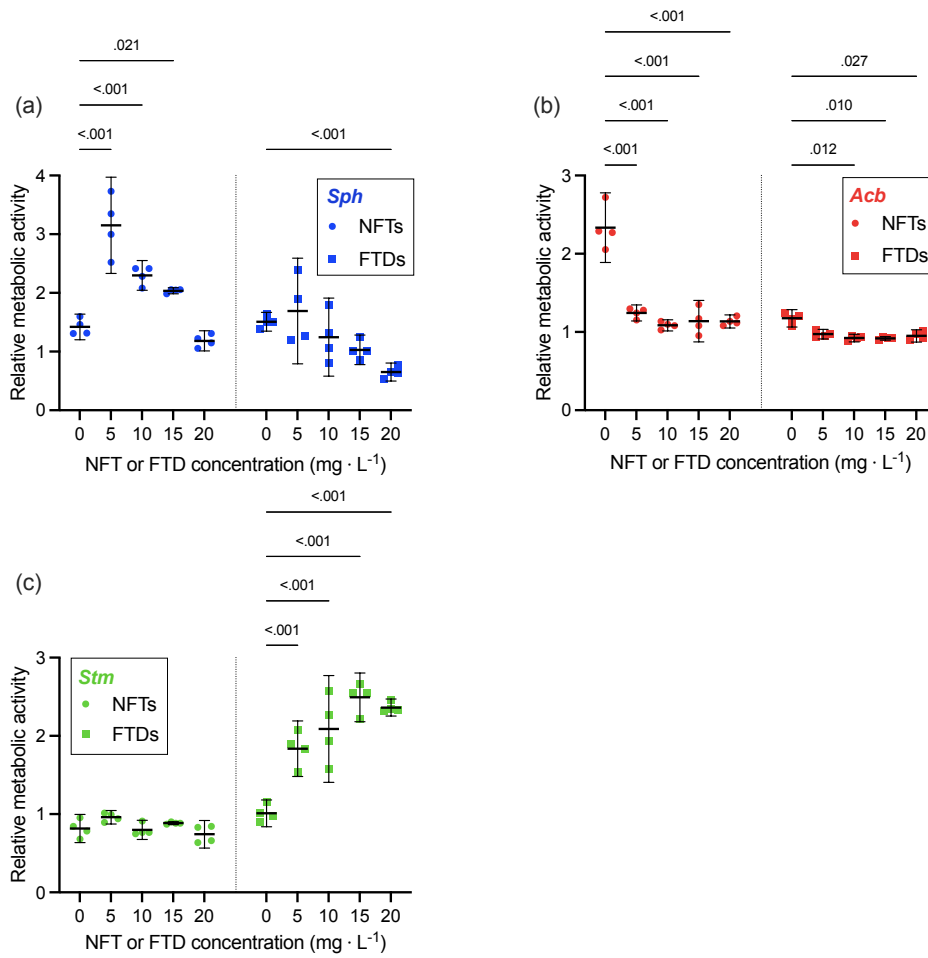 (a)
.021
<.001
<.001
<.001
Relative metabolic activity
4
3
2
1
0
Sph
NFTs
FTDs
0 5 10 15 20 0 5 10 15 20
NFT or FTD concentration (mg · L-1)
(b)
<.001
<.001
<.001
<.001
.027
.010
.012
Relative metabolic activity
3
2
1
0
Acb
NFTs
FTDs
0 5 10 15 20 0 5 10 15 20
NFT or FTD concentration (mg · L-1)
(c)
<.001
<.001
<.001
<.001
Relative metabolic activity
3
2
1
0
Stm
NFTs
FTDs
0 5 10 15 20 0 5 10 15 20
NFT or FTD concentration (mg · L-1)